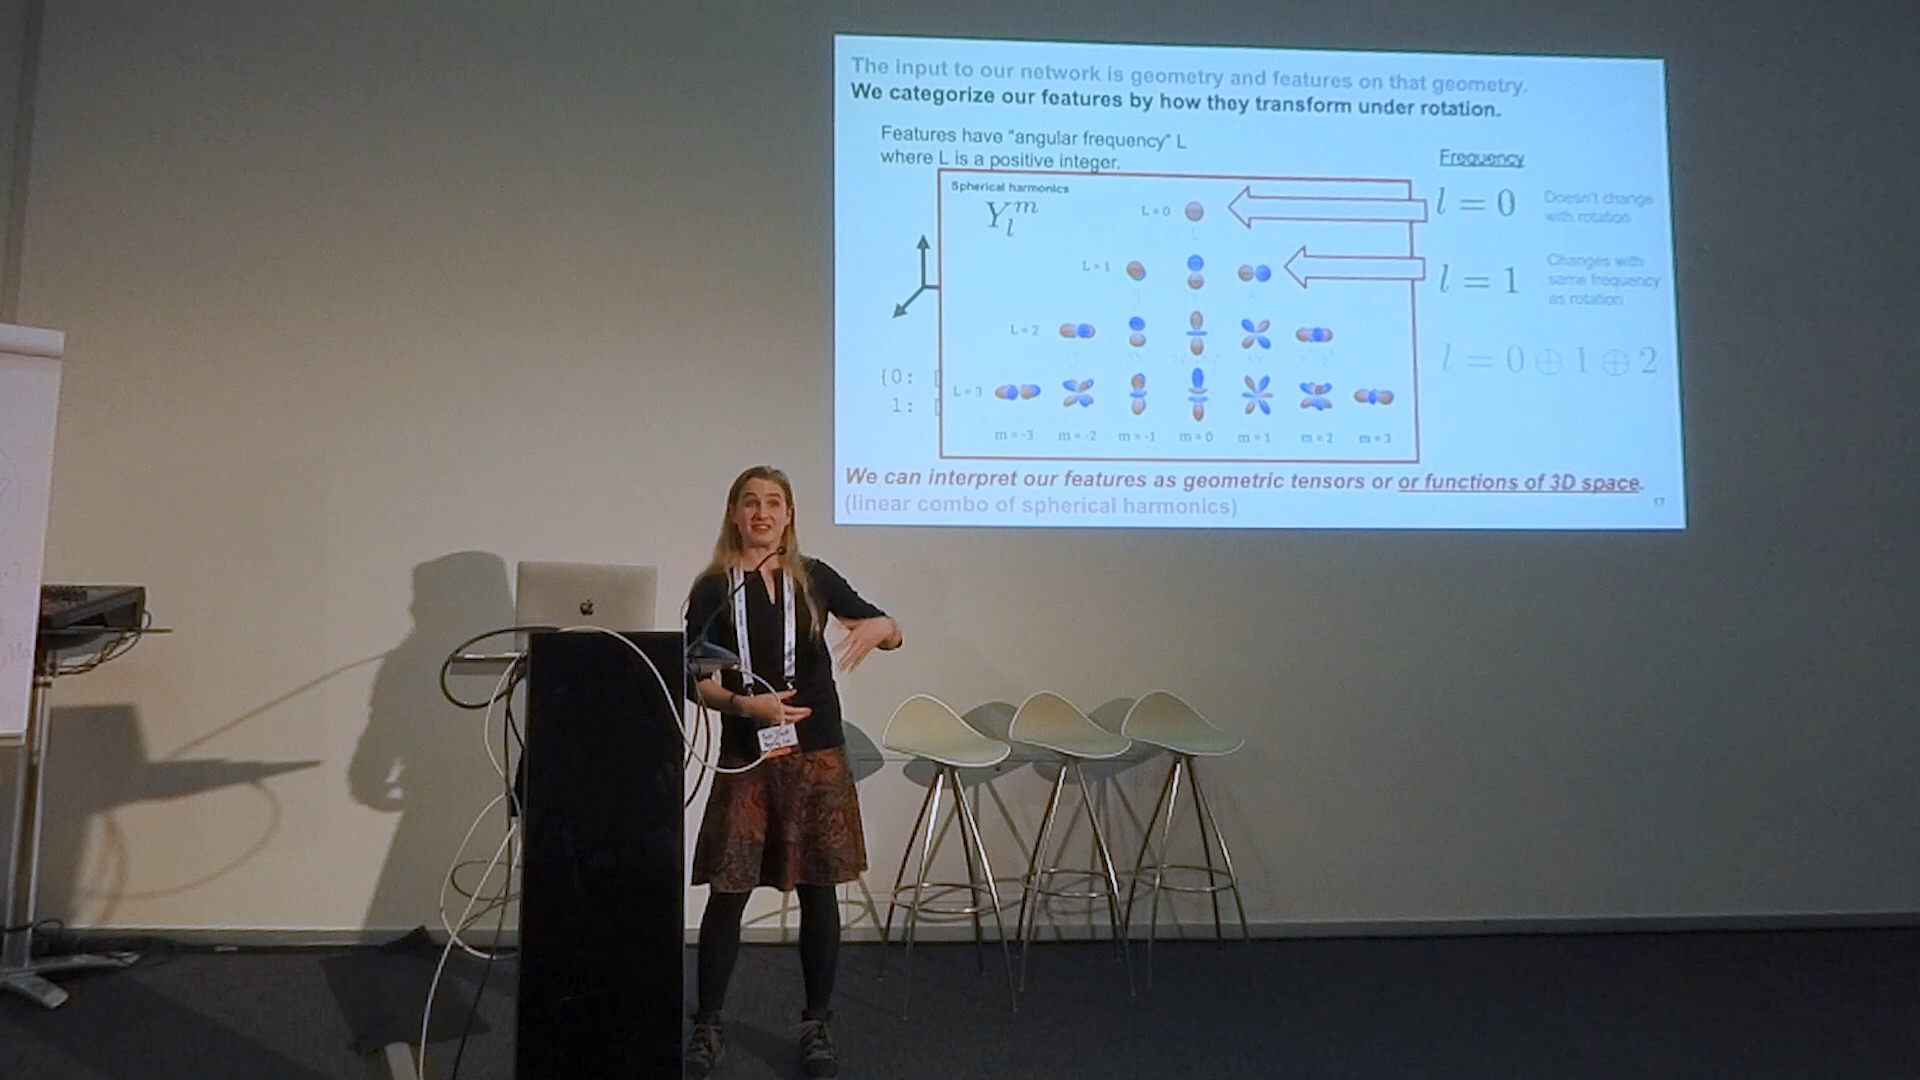 The input to our network is geometry and features on that geometry.
We categorize our features by how they transform under rotation.
Features have "angular frequency" L
where L is a positive integer.
Frequency
Spherical harmonics
Y_l^m
L=0
l = 0
Doesn't change
with rotation
L=1
l = 1
Changes with
same frequency
as rotation
L=2
l = 0 ⊕ 1 ⊕ 2
{0: [
L=3
1: [
m=-3 m=-2 m=-1 m=0 m=1 m=2 m=3
We can interpret our features as geometric tensors or or functions of 3D space.
(linear combo of spherical harmonics)
17